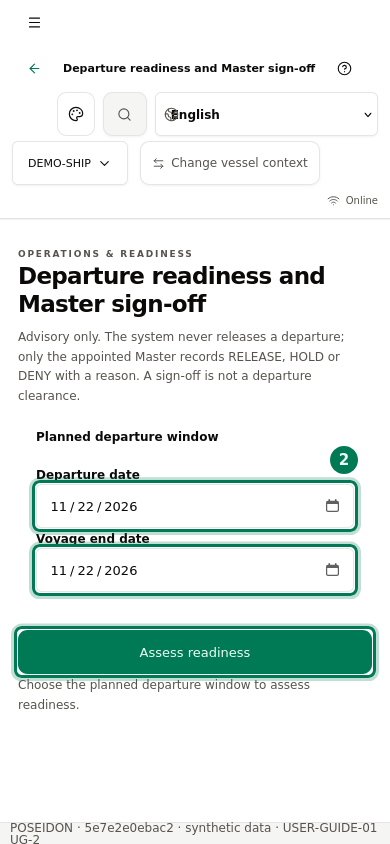 Departure readiness and Master sign-off
English
DEMO-SHIP
Change vessel context
Online
OPERATIONS & READINESS
Departure readiness and
Master sign-off
Advisory only. The system never releases a departure;
only the appointed Master records RELEASE, HOLD or
DENY with a reason. A sign-off is not a departure
clearance.
Planned departure window
2
Departure date
11 / 22 / 2026
Voyage end date
11 / 22 / 2026
Assess readiness
Choose the planned departure window to assess
readiness.
POSEIDON · 5e7e2e0ebac2 · synthetic data · USER-GUIDE-01
UG-2